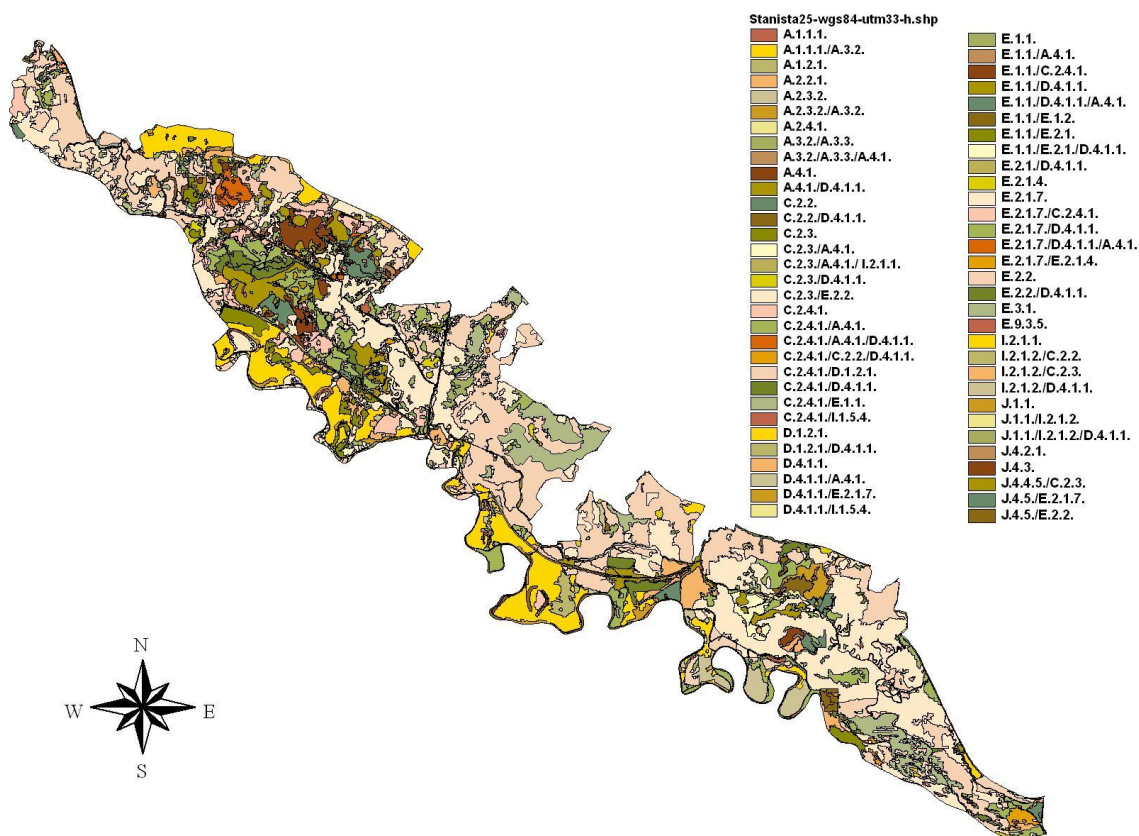 Stanista25-wgs84-utm33-h.shp
A.1.1.1.
A.1.1.1./A.3.2.
A.1.2.1.
A.2.2.1.
A.2.3.2.
A.2.3.2./A.3.2.
A.2.4.1.
A.3.2./A.3.3.
A.3.2./A.3.3./A.4.1.
A.4.1.
A.4.1./D.4.1.1.
C.2.2.
C.2.2./D.4.1.1.
C.2.3.
C.2.3./A.4.1.
C.2.3./A.4.1./ I.2.1.1.
C.2.3./D.4.1.1.
C.2.3./E.2.2.
C.2.4.1.
C.2.4.1./A.4.1.
C.2.4.1./A.4.1./D.4.1.1.
C.2.4.1./C.2.2./D.4.1.1.
C.2.4.1./D.1.2.1.
C.2.4.1./D.4.1.1.
C.2.4.1./E.1.1.
C.2.4.1./I.1.5.4.
D.1.2.1.
D.1.2.1./D.4.1.1.
D.4.1.1.
D.4.1.1./A.4.1.
D.4.1.1./E.2.1.7.
D.4.1.1./I.1.5.4.
E.1.1.
E.1.1./A.4.1.
E.1.1./C.2.4.1.
E.1.1./D.4.1.1.
E.1.1./D.4.1.1./A.4.1.
E.1.1./E.1.2.
E.1.1./E.2.1.
E.1.1./E.2.1./D.4.1.1.
E.2.1./D.4.1.1.
E.2.1.4.
E.2.1.7.
E.2.1.7./C.2.4.1.
E.2.1.7./D.4.1.1.
E.2.1.7./D.4.1.1./A.4.1.
E.2.1.7./E.2.1.4.
E.2.2.
E.2.2./D.4.1.1.
E.3.1.
E.9.3.5.
I.2.1.1.
I.2.1.2./C.2.2.
I.2.1.2./C.2.3.
I.2.1.2./D.4.1.1.
J.1.1.
J.1.1./I.2.1.2.
J.1.1./I.2.1.2./D.4.1.1.
J.4.2.1.
J.4.3.
J.4.4.5./C.2.3.
J.4.5./E.2.1.7.
J.4.5./E.2.2.
N
W E
S